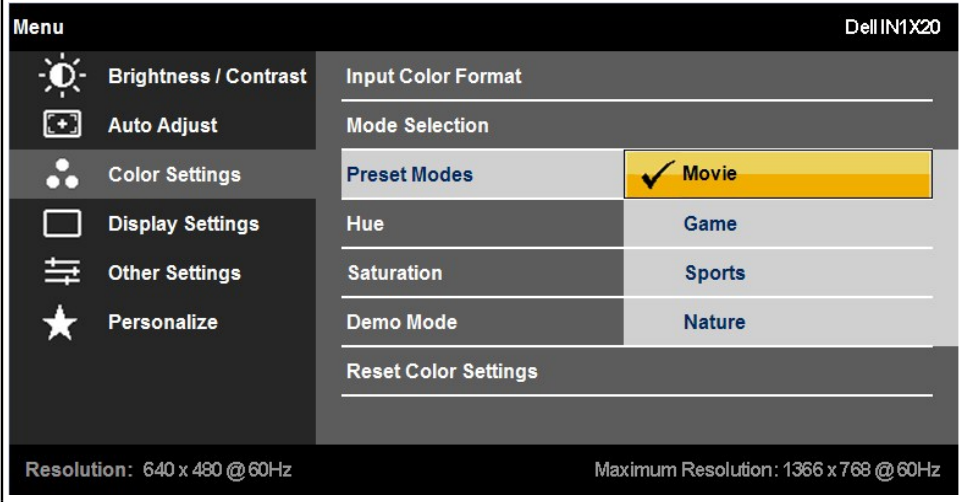 Menu
Dell IN1X20
Brightness / Contrast
Auto Adjust
Color Settings
Display Settings
Other Settings
Personalize
Input Color Format
Mode Selection
Preset Modes
Hue
Saturation
Demo Mode
Reset Color Settings
Movie
Game
Sports
Nature
Resolution: 640 x 480 @ 60Hz
Maximum Resolution: 1366 x 768 @ 60Hz